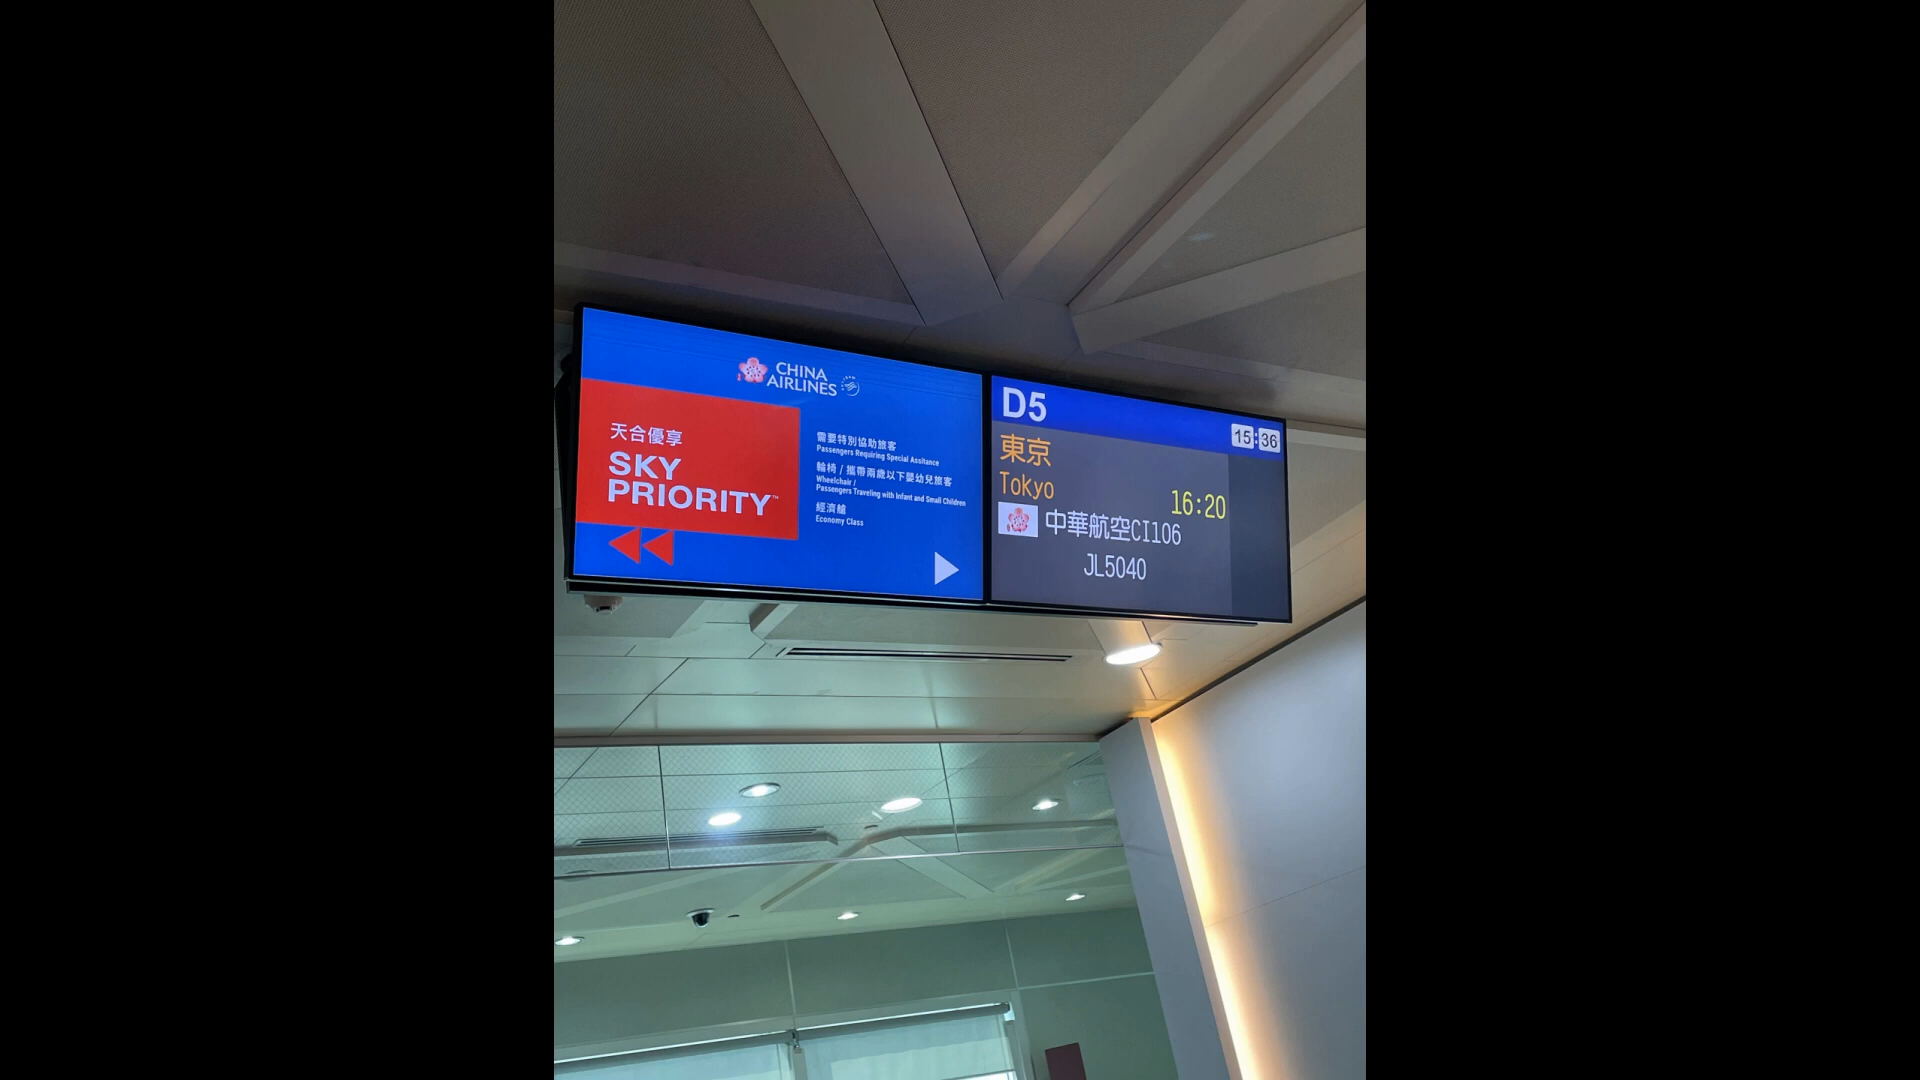 CHINA
AIRLINES
天合優享
SKY
PRIORITY™
需要特別協助旅客
Passengers Requiring Special Assitance
輪椅 / 攜帶兩歲以下嬰幼兒旅客
Wheelchair /
Passengers Traveling with Infant and Small Children
經濟艙
Economy Class
D5
15:36
東京
Tokyo
16:20
中華航空CI106
JL5040